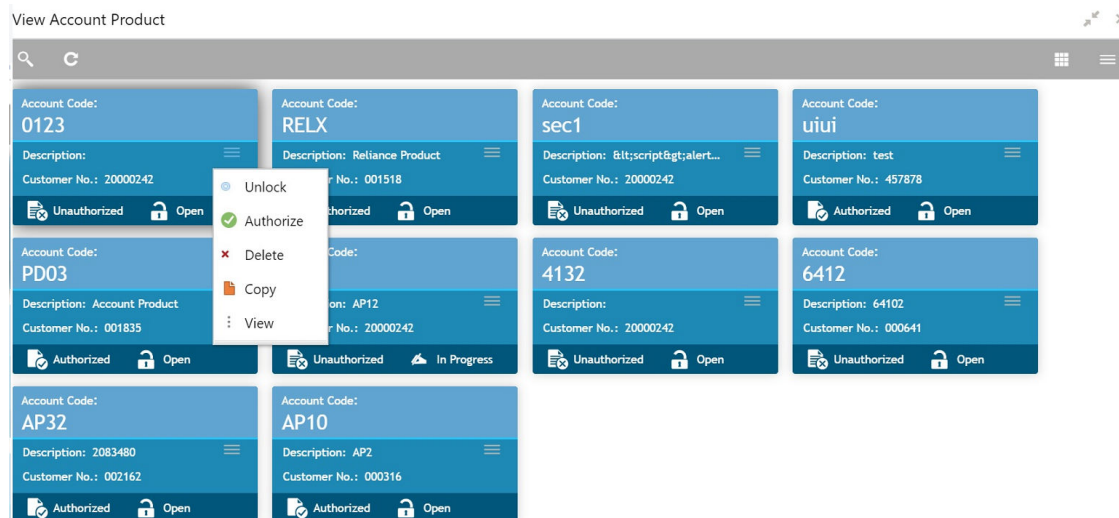 View Account Product
Account Code:
0123
Description:
Customer No.: 20000242
Unauthorized Open
Account Code:
RELX
Description: Reliance Product
No.: 001518
Open
Account Code:
sec1
Description: &lt;script&gt;alert...
Customer No.: 20000242
Unauthorized Open
Account Code:
uiui
Description: test
Customer No.: 457878
Authorized Open
Unlock
Authorize
Delete
Copy
View
Account Code:
PD03
Description: Account Product
Customer No.: 001835
Authorized Open
Code:
AP12
No.: 20000242
Unauthorized In Progress
Account Code:
4132
Description:
Customer No.: 20000242
Unauthorized Open
Account Code:
6412
Description: 64102
Customer No.: 000641
Unauthorized Open
Account Code:
AP32
Description: 2083480
Customer No.: 002162
Authorized Open
Account Code:
AP10
Description: AP2
Customer No.: 000316
Authorized Open